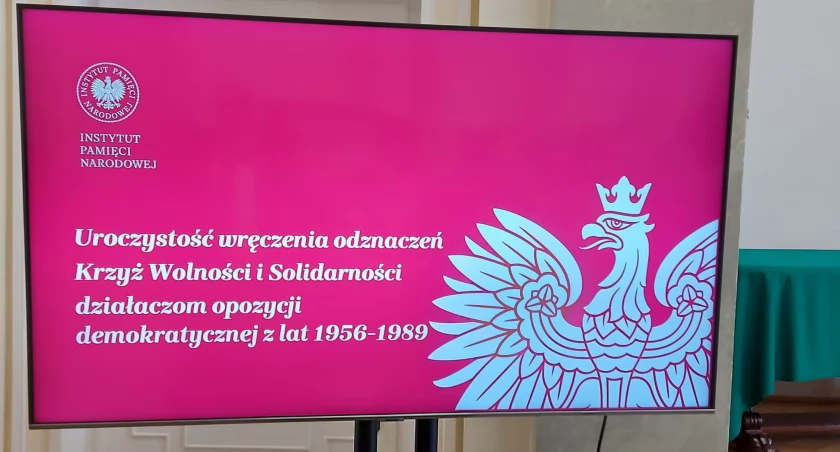 INSTYTUT PAMIĘCI NARODOWEJ
INSTYTUT
PAMIĘCI
NARODOWEJ
Uroczystość wręczenia odznaczeń
Krzyż Wolności i Solidarności
działaczom opozycji
demokratycznej z lat 1956-1989